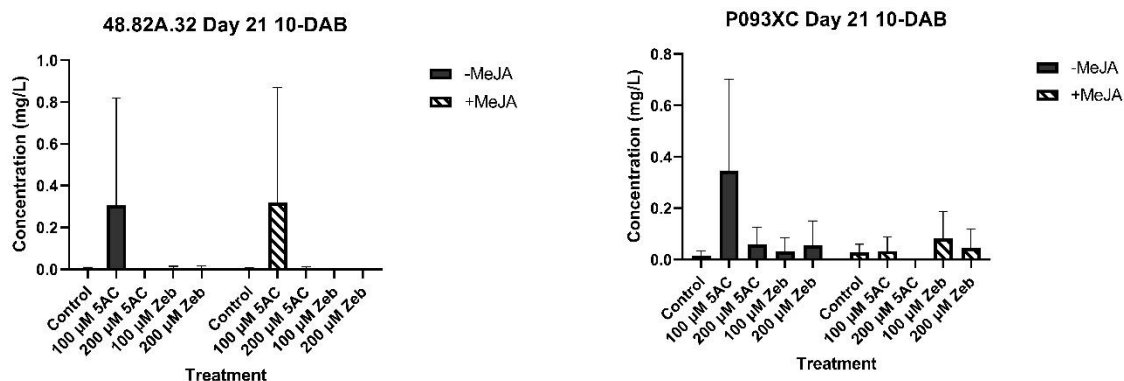 48.82A.32 Day 21 10-DAB
Concentration (mg/L)
1.0
0.8
0.6
0.4
0.2
0.0
Control
100 µM 5AC
200 µM 5AC
100 µM Zeb
200 µM Zeb
Control
100 µM 5AC
200 µM 5AC
100 µM Zeb
200 µM Zeb
Treatment
-MeJA
+MeJA
P093XC Day 21 10-DAB
Concentration (mg/L)
0.8
0.6
0.4
0.2
0.0
Control
100 µM 5AC
200 µM 5AC
100 µM Zeb
200 µM Zeb
Control
100 µM 5AC
200 µM 5AC
100 µM Zeb
200 µM Zeb
Treatment
-MeJA
+MeJA